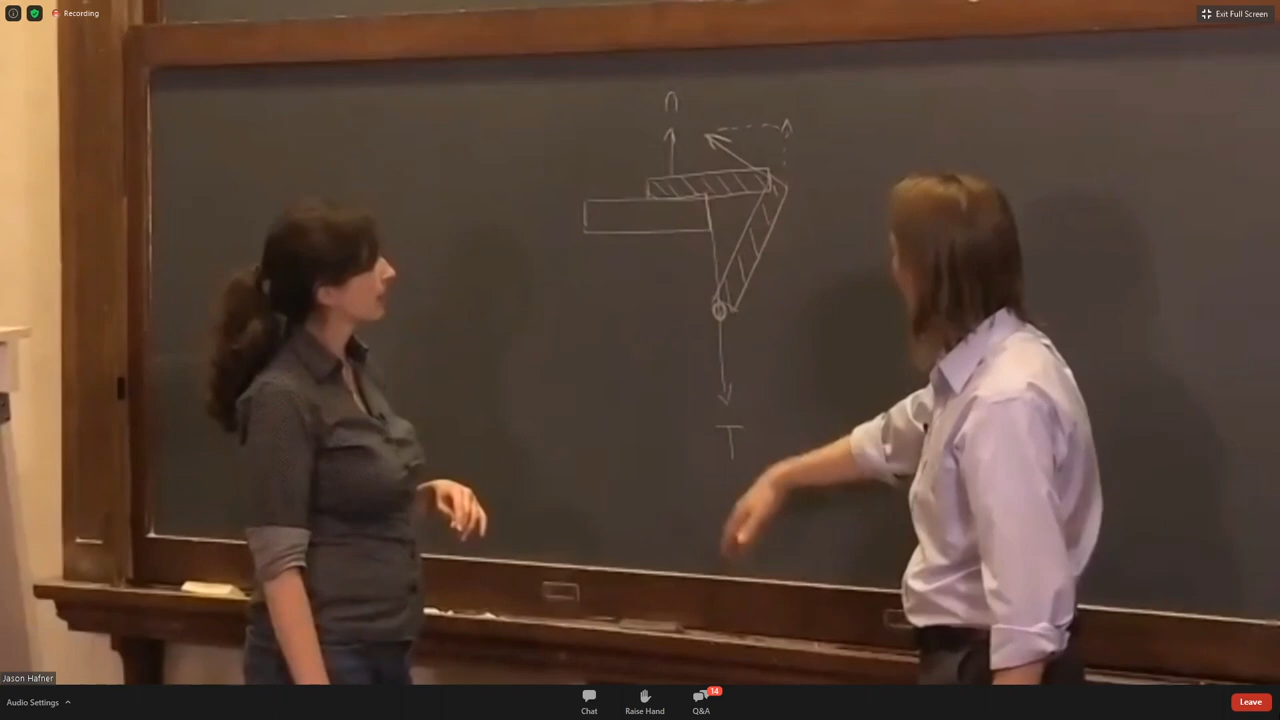 Recording
Exit Full Screen
n
T
Jason Hafner
Audio Settings
Chat
Raise Hand
14
Q&A
Leave